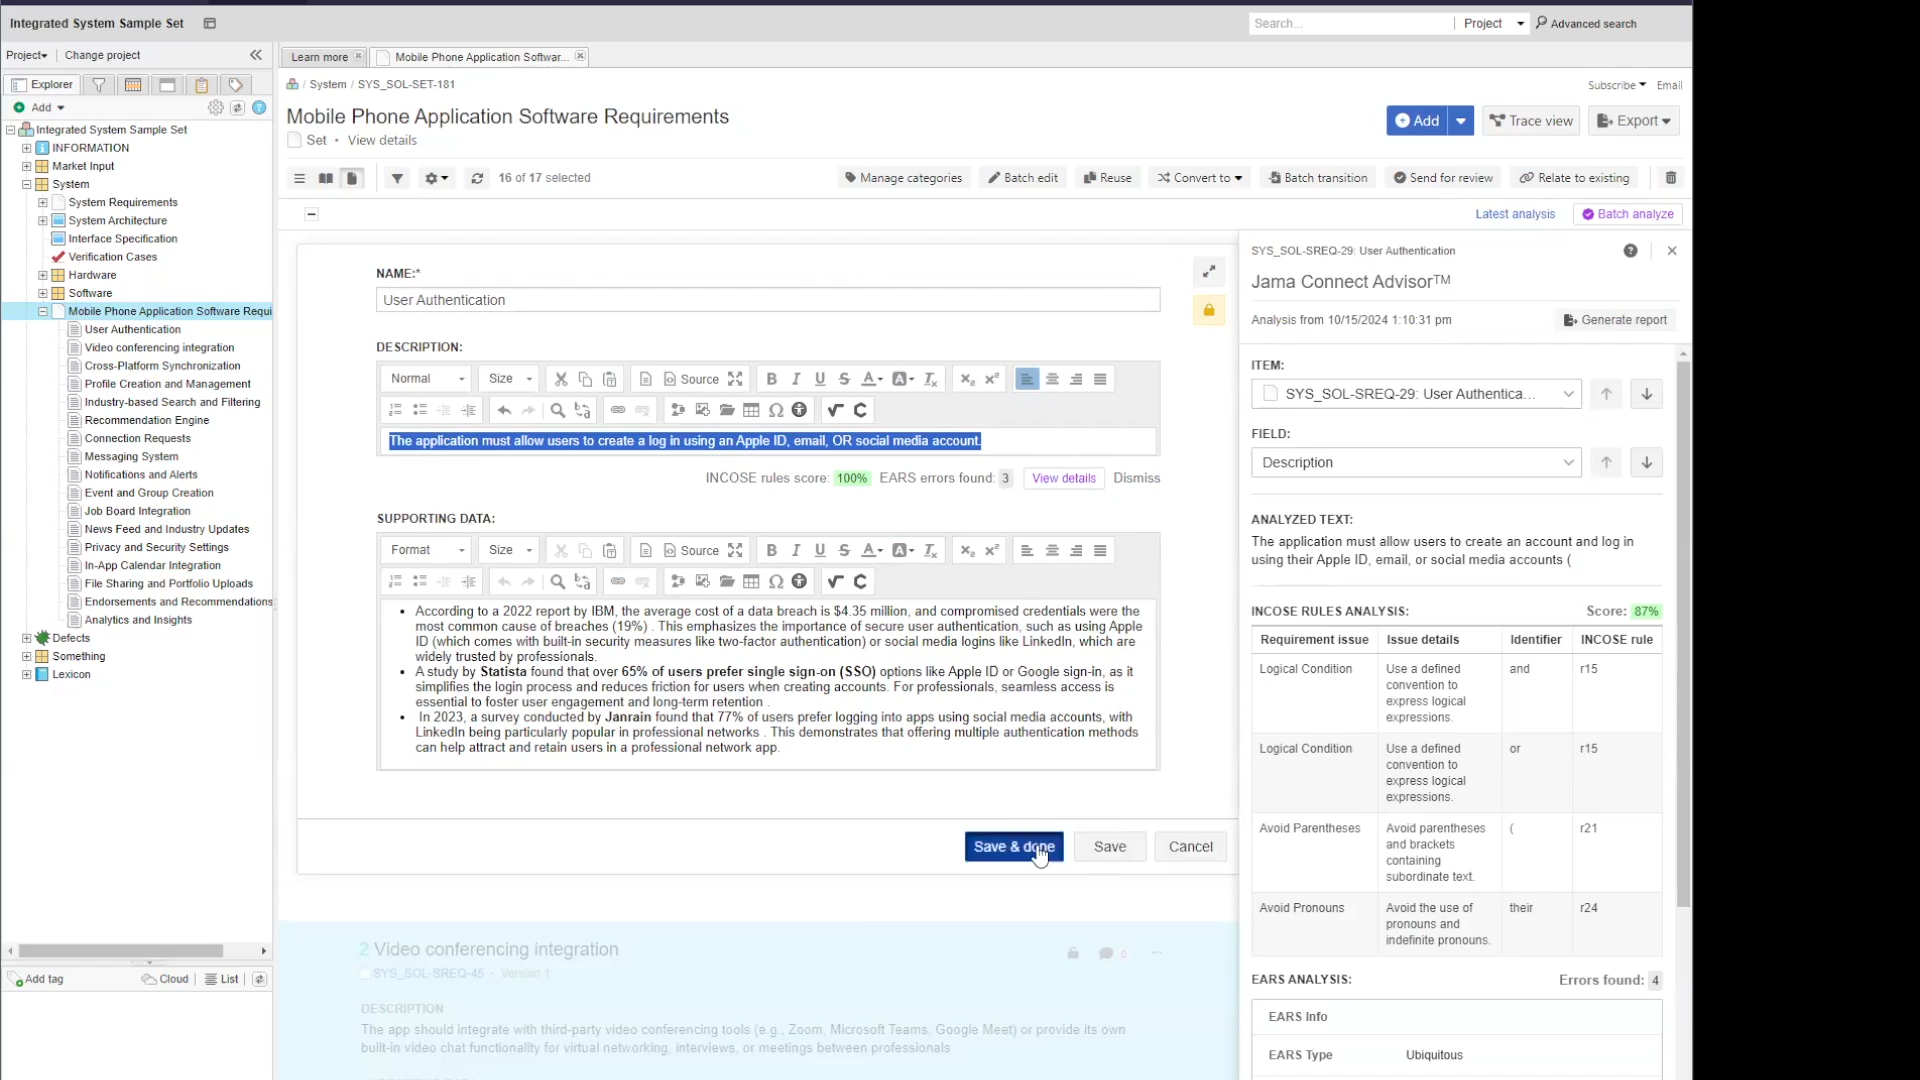 Integrated System Sample Set
Search...
Project
Advanced search
Project
Change project
Learn more
Mobile Phone Application Softwar...
Explorer
Add
Integrated System Sample Set
INFORMATION
Market Input
System
System Requirements
System Architecture
Interface Specification
Verification Cases
Hardware
Software
Mobile Phone Application Software Requi
User Authentication
Video conferencing integration
Cross-Platform Synchronization
Profile Creation and Management
Industry-based Search and Filtering
Recommendation Engine
Connection Requests
Messaging System
Notifications and Alerts
Event and Group Creation
Job Board Integration
News Feed and Industry Updates
Privacy and Security Settings
In-App Calendar Integration
File Sharing and Portfolio Uploads
Endorsements and Recommendations
Analytics and Insights
Defects
Something
Lexicon
Add tag
Cloud
List
/ System / SYS_SOL-SET-181
Subscribe
Email
Mobile Phone Application Software Requirements
Set • View details
Add
Trace view
Export
16 of 17 selected
Manage categories
Batch edit
Reuse
Convert to
Batch transition
Send for review
Relate to existing
Latest analysis
Batch analyze
NAME:*
User Authentication
DESCRIPTION:
Normal
Size
Source
The application must allow users to create a log in using an Apple ID, email, OR social media account.
INCOSE rules score: 100% EARS errors found: 3 View details Dismiss
SUPPORTING DATA:
Format
Size
Source
• According to a 2022 report by IBM, the average cost of a data breach is $4.35 million, and compromised credentials were the
most common cause of breaches (19%) . This emphasizes the importance of secure user authentication, such as using Apple
ID (which comes with built-in security measures like two-factor authentication) or social media logins like LinkedIn, which are
widely trusted by professionals.
• A study by Statista found that over 65% of users prefer single sign-on (SSO) options like Apple ID or Google sign-in, as it
simplifies the login process and reduces friction for users when creating accounts. For professionals, seamless access is
essential to foster user engagement and long-term retention .
• In 2023, a survey conducted by Janrain found that 77% of users prefer logging into apps using social media accounts, with
LinkedIn being particularly popular in professional networks . This demonstrates that offering multiple authentication methods
can help attract and retain users in a professional network app.
Save & done
Save
Cancel
2 Video conferencing integration
SYS_SOL-SREQ-45 • Version 1
0
DESCRIPTION
The app should integrate with third-party video conferencing tools (e.g., Zoom, Microsoft Teams, Google Meet) or provide its own
built-in video chat functionality for virtual networking, interviews, or meetings between professionals
SYS_SOL-SREQ-29: User Authentication
Jama Connect Advisor™
Analysis from 10/15/2024 1:10:31 pm
Generate report
ITEM:
SYS_SOL-SREQ-29: User Authentica...
FIELD:
Description
ANALYZED TEXT:
The application must allow users to create an account and log in
using their Apple ID, email, or social media accounts (
INCOSE RULES ANALYSIS:
Score: 87%
Requirement issue
Issue details
Identifier
INCOSE rule
Logical Condition
Use a defined
convention to
express logical
expressions.
and
r15
Logical Condition
Use a defined
convention to
express logical
expressions.
or
r15
Avoid Parentheses
Avoid parentheses
and brackets
containing
subordinate text.
(
r21
Avoid Pronouns
Avoid the use of
pronouns and
indefinite pronouns.
their
r24
EARS ANALYSIS:
Errors found: 4
EARS Info
EARS Type
Ubiquitous